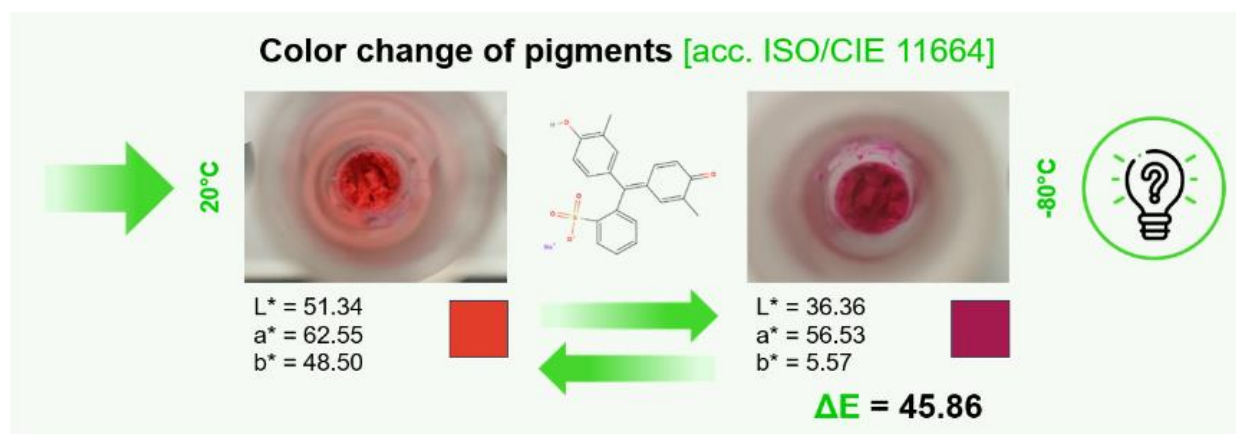 Color change of pigments [acc. ISO/CIE 11664]
20°C
-80°C
H
O
O
O
O
S
O⁻
Na⁺
L* = 51.34
a* = 62.55
b* = 48.50
L* = 36.36
a* = 56.53
b* = 5.57
ΔE = 45.86